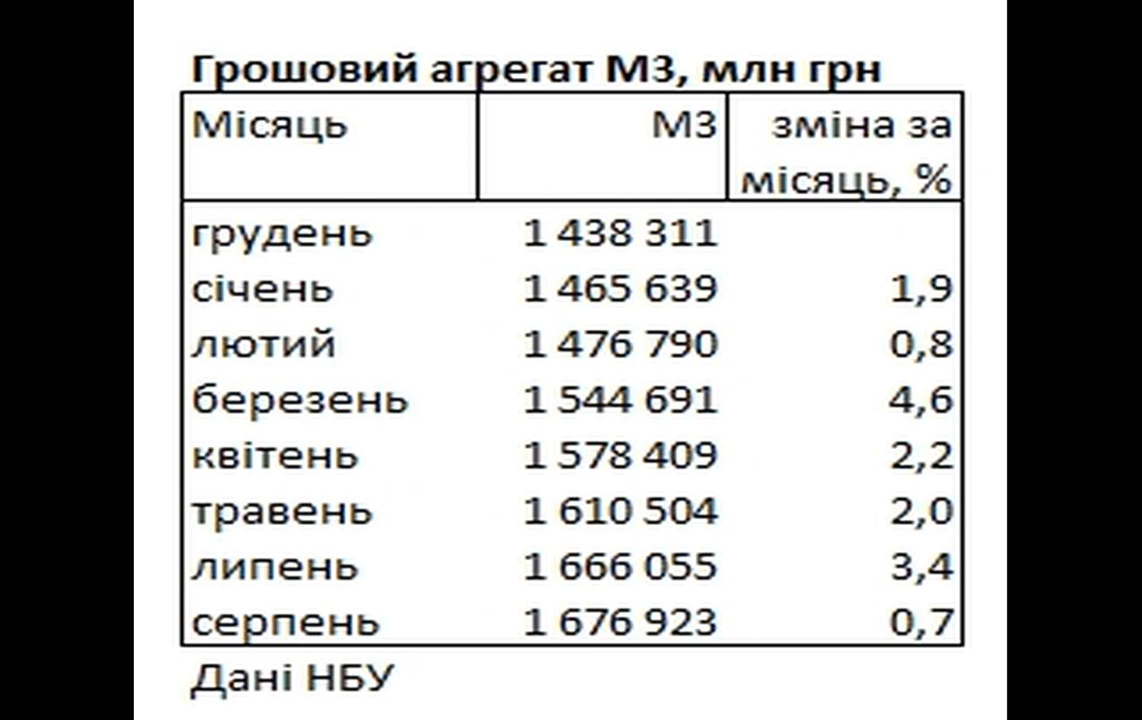 Грошовий агрегат М3, млн грн
Місяць М3 зміна за
місяць, %
грудень 1 438 311
січень 1 465 639 1,9
лютий 1 476 790 0,8
березень 1 544 691 4,6
квітень 1 578 409 2,2
травень 1 610 504 2,0
липень 1 666 055 3,4
серпень 1 676 923 0,7
Дані НБУ